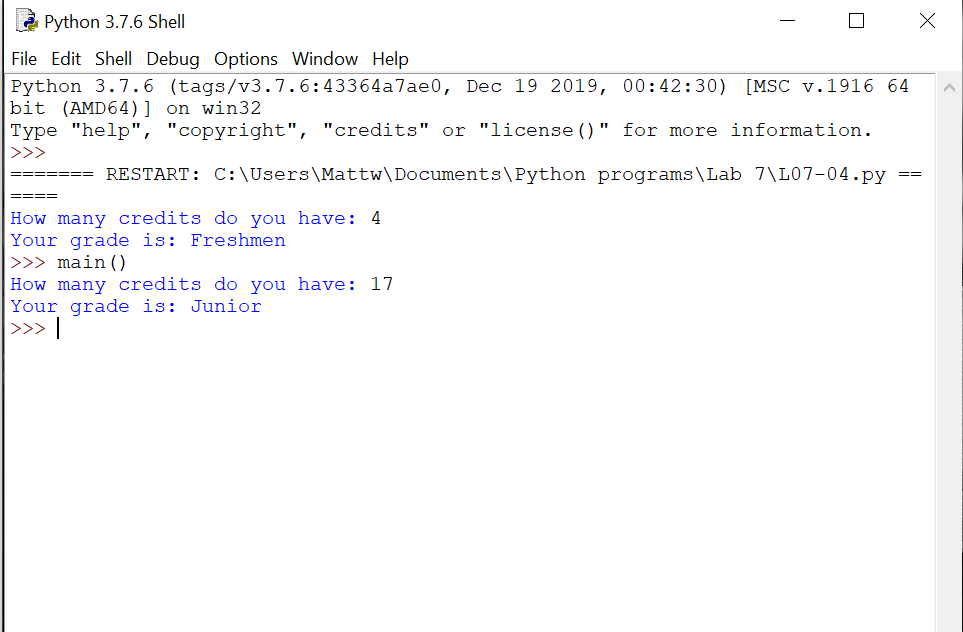 Python 3.7.6 Shell
File Edit Shell Debug Options Window Help
Python 3.7.6 (tags/v3.7.6:43364a7ae0, Dec 19 2019, 00:42:30) [MSC v.1916 64
bit (AMD64)] on win32
Type "help", "copyright", "credits" or "license()" for more information.
>>>
======= RESTART: C:\Users\Mattw\Documents\Python programs\Lab 7\L07-04.py ==
====
How many credits do you have: 4
Your grade is: Freshmen
>>> main()
How many credits do you have: 17
Your grade is: Junior
>>>